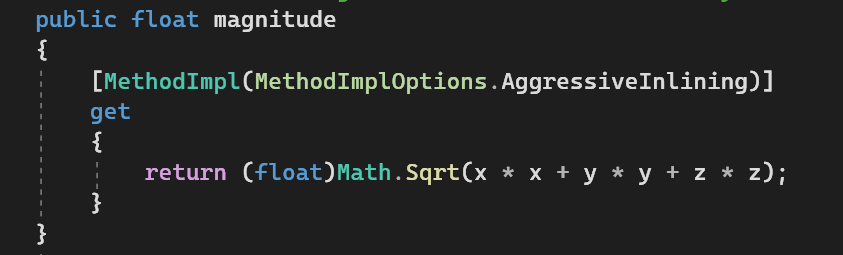 public float magnitude
{
[MethodImpl(MethodImplOptions.AggressiveInlining)]
get
{
return (float)Math.Sqrt(x * x + y * y + z * z);
}
}